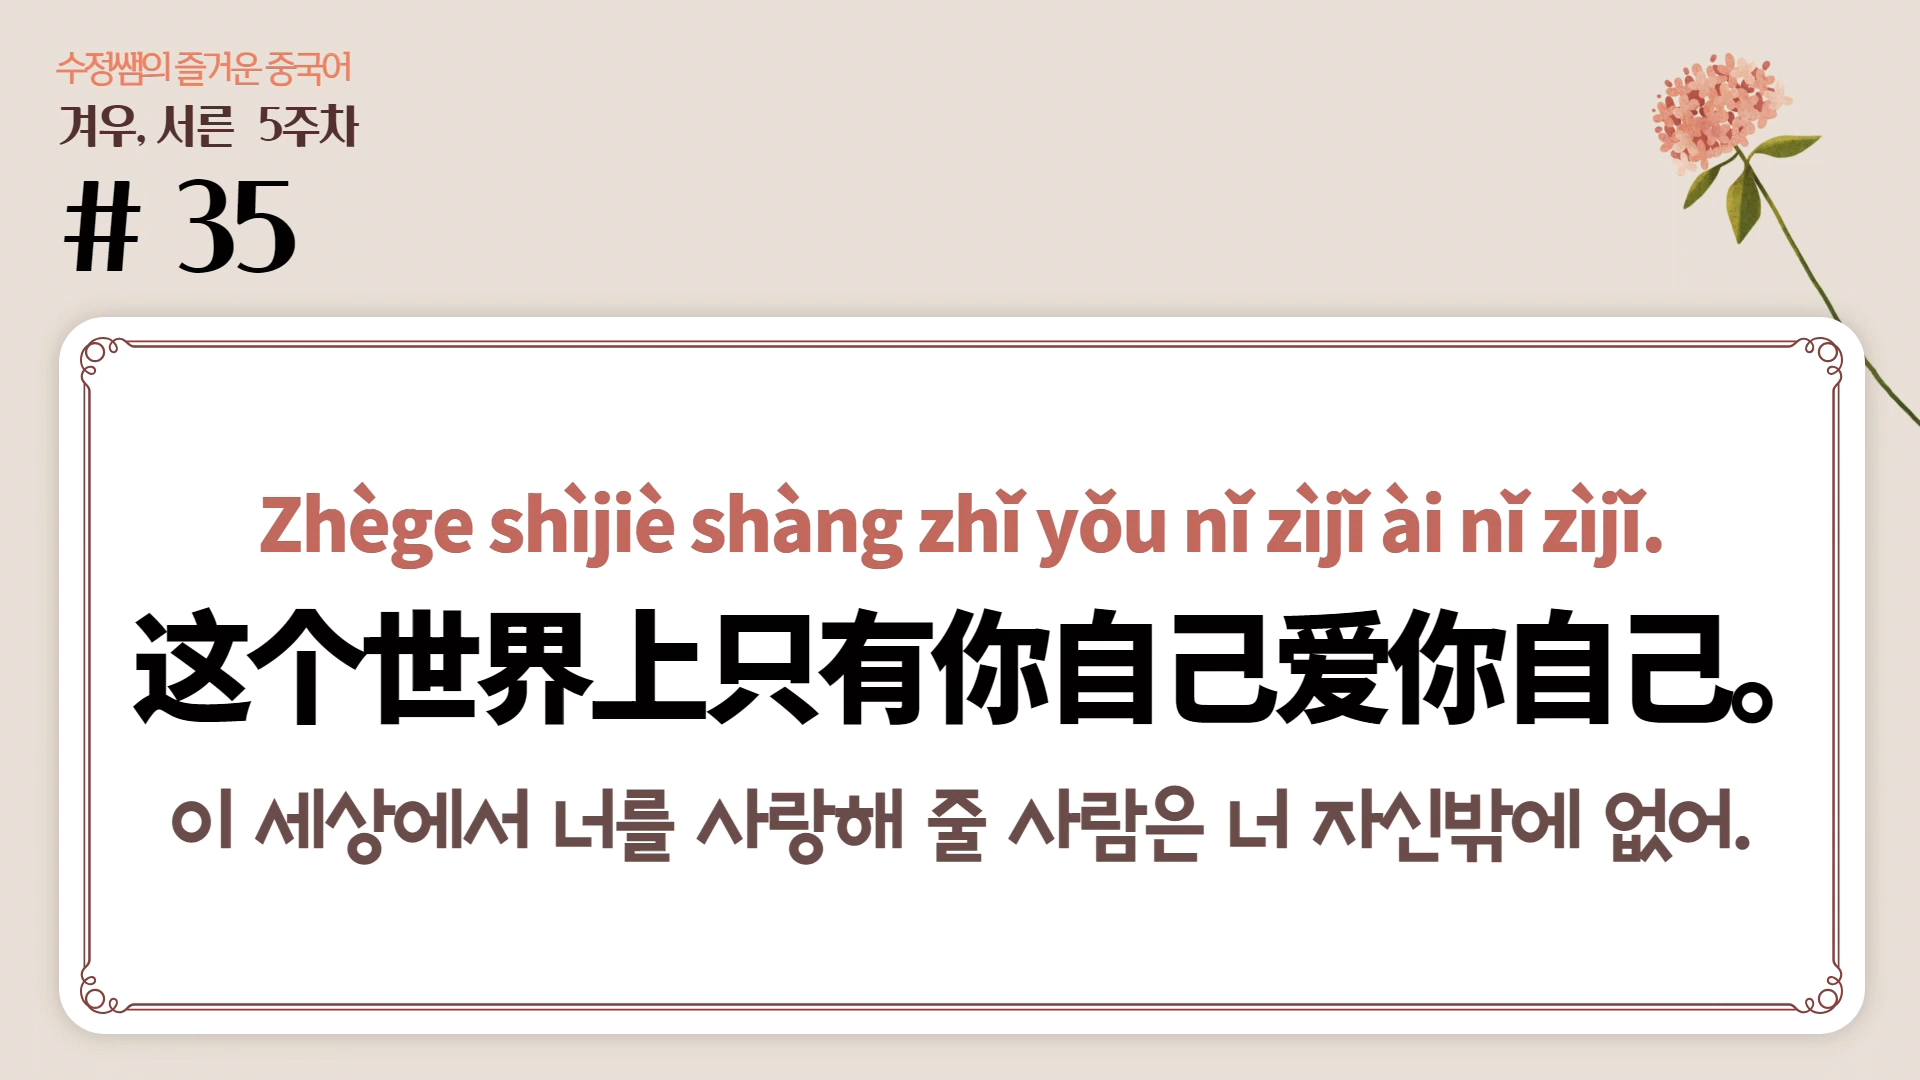 수정쌤의 즐거운 중국어
겨우, 서른 5주차
# 35
Zhège shìjiè shàng zhǐ yǒu nǐ zìjǐ ài nǐ zìjǐ.
这个世界上只有你自己爱你自己。
이 세상에서 너를 사랑해 줄 사람은 너 자신밖에 없어.